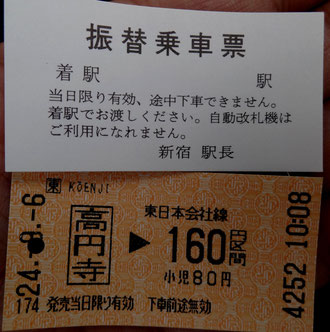 振替乗車票
着駅 駅
当日限り有効、途中下車できません。
着駅でお渡しください。自動改札機は
ご利用になれません。
新宿 駅長
東 KŌENJI
24.-9.-6
高円寺
東日本会社線
▶ 160円区間
小児80円
4252 10:08
174 発売当日限り有効 下車前途無効